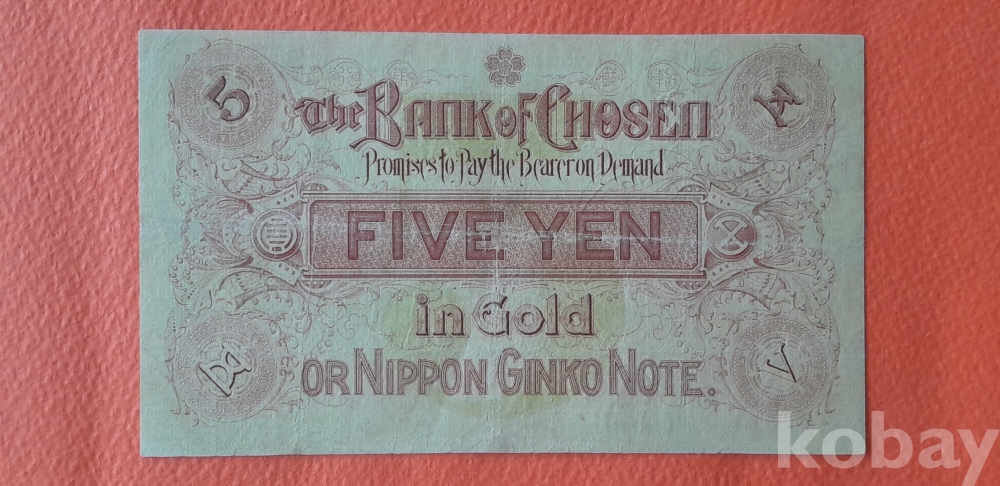 5
The BANK OF CHOSEN
Promises to Pay the Bearer on Demand
FIVE YEN
in Gold
OR NIPPON GINKO NOTE.
V
kobay